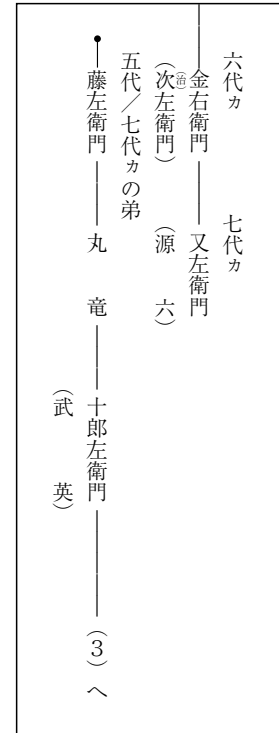 六代ヵ　七代ヵ
金右衛門　又左衛門
（次左衛門）（治）　（源　六）
五代／七代ヵの弟
藤左衛門　丸　竜　十郎左衛門　（３）へ
（武　英）